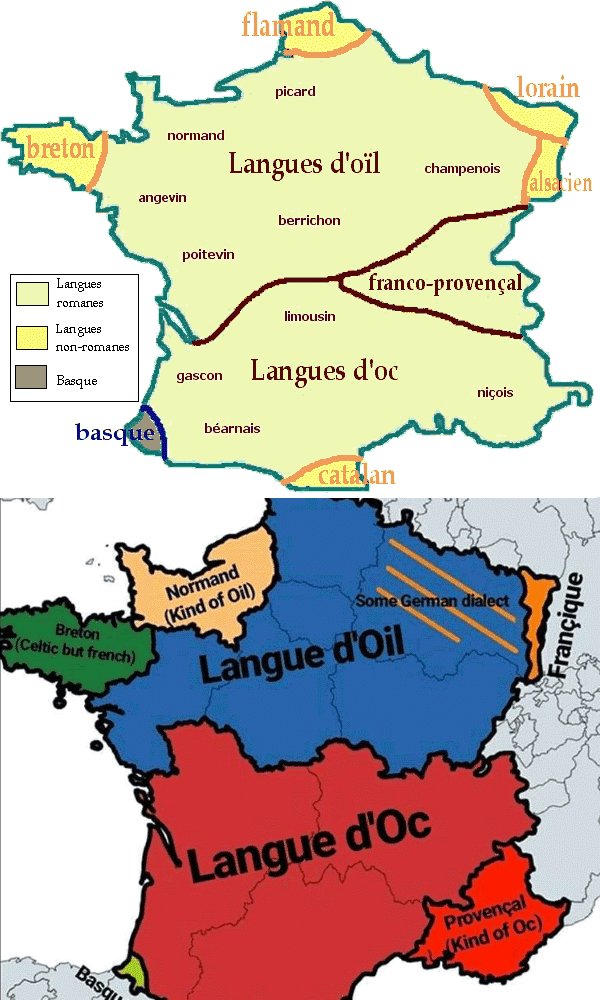 flamand
picard
lorain
normand
breton
Langues d'oïl
champenois
alsacien
angevin
berrichon
poitevin
franco-provençal
Langues
romanes
Langues
non-romanes
Basque
limousin
gascon
Langues d'oc
niçois
basque
béarnais
catalan
Normand
(Kind of Oil)
Some German dialect
Françique
Breton
(Celtic but french)
Langue d'Oil
Langue d'Oc
Provençal
(Kind of Oc)
Basqu